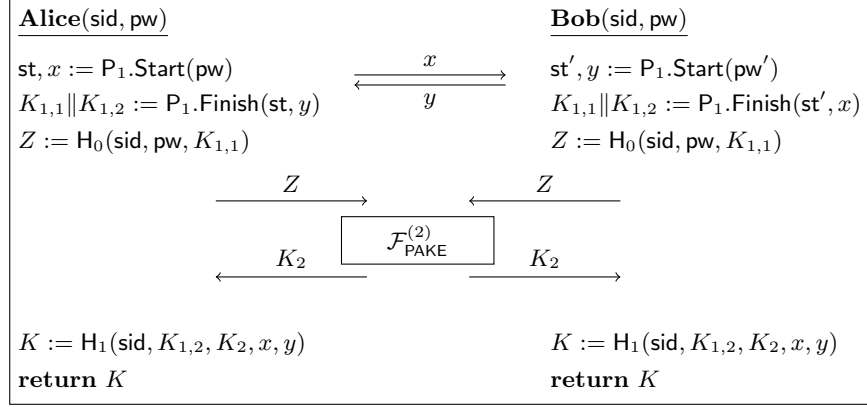 Alice(sid, pw) Bob(sid, pw)
st, x := P₁.Start(pw) x st′, y := P₁.Start(pw′)
K₁,₁‖K₁,₂ := P₁.Finish(st, y) y K₁,₁‖K₁,₂ := P₁.Finish(st′, x)
Z := H₀(sid, pw, K₁,₁) Z := H₀(sid, pw, K₁,₁)
Z Z
F⁽²⁾PAKE
K₂ K₂
K := H₁(sid, K₁,₂, K₂, x, y) K := H₁(sid, K₁,₂, K₂, x, y)
return K return K